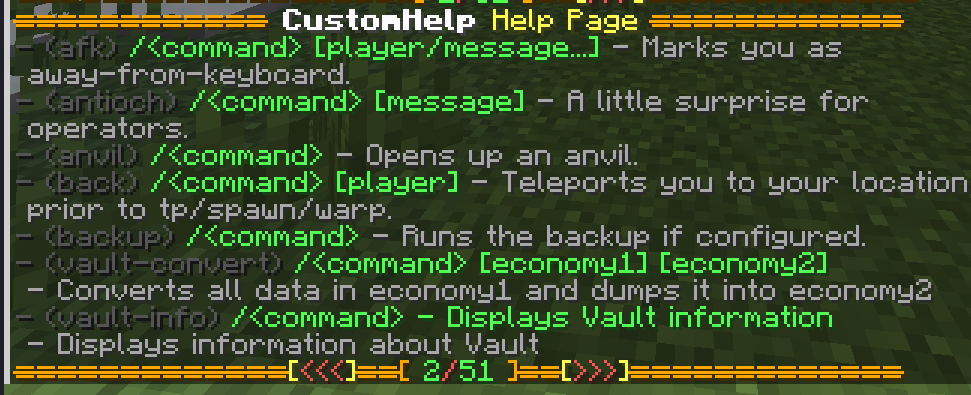 ============ CustomHelp Help Page ============
- (afk) /<command> [player/message...] - Marks you as
away-from-keyboard.
- (antioch) /<command> [message] - A little surprise for
operators.
- (anvil) /<command> - Opens up an anvil.
- (back) /<command> [player] - Teleports you to your location
prior to tp/spawn/warp.
- (backup) /<command> - Runs the backup if configured.
- (vault-convert) /<command> [economy1] [economy2]
- Converts all data in economy1 and dumps it into economy2
- (vault-info) /<command> - Displays Vault information
- Displays information about Vault
=============[<<<]==[ 2/51 ]==[>>>]=============